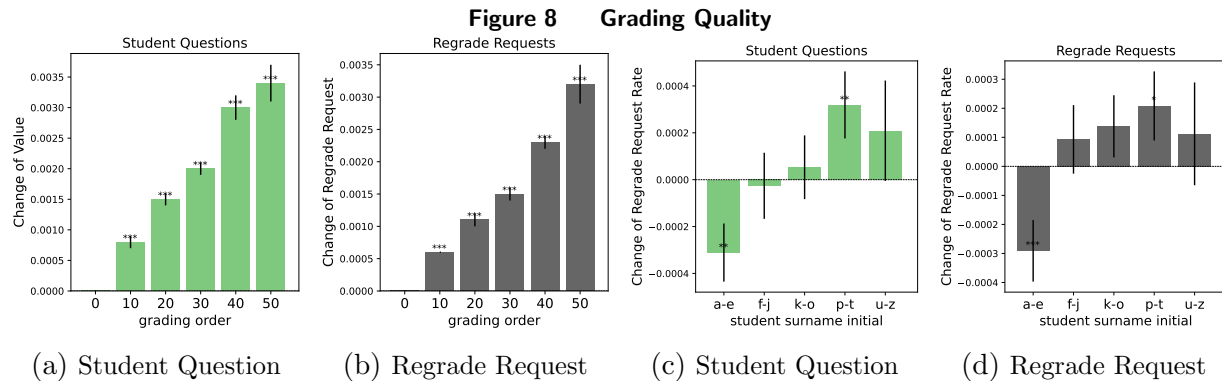 Figure 8 Grading Quality
Student Questions
Change of Value
0.0035
0.0030
0.0025
0.0020
0.0015
0.0010
0.0005
0.0000
***
***
***
***
***
0 10 20 30 40 50
grading order
(a) Student Question
Regrade Requests
Change of Regrade Request
0.0035
0.0030
0.0025
0.0020
0.0015
0.0010
0.0005
0.0000
***
***
***
***
***
0 10 20 30 40 50
grading order
(b) Regrade Request
Student Questions
Change of Regrade Request Rate
0.0004
0.0002
0.0000
−0.0002
−0.0004
**
**
a-e f-j k-o p-t u-z
student surname initial
(c) Student Question
Regrade Requests
Change of Regrade Request Rate
0.0003
0.0002
0.0001
0.0000
−0.0001
−0.0002
−0.0003
−0.0004
***
*
a-e f-j k-o p-t u-z
student surname initial
(d) Regrade Request